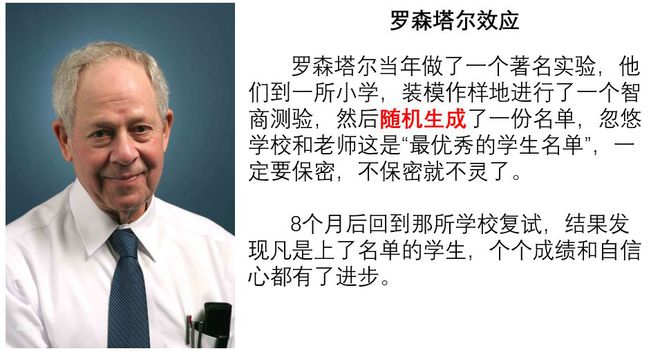 罗森塔尔效应
罗森塔尔当年做了一个著名实验，他
们到一所小学，装模作样地进行了一个智
商测验，然后随机生成了一份名单，忽悠
学校和老师这是“最优秀的学生名单”，一
定要保密，不保密就不灵了。
8个月后回到那所学校复试，结果发
现凡是上了名单的学生，个个成绩和自信
心都有了进步。